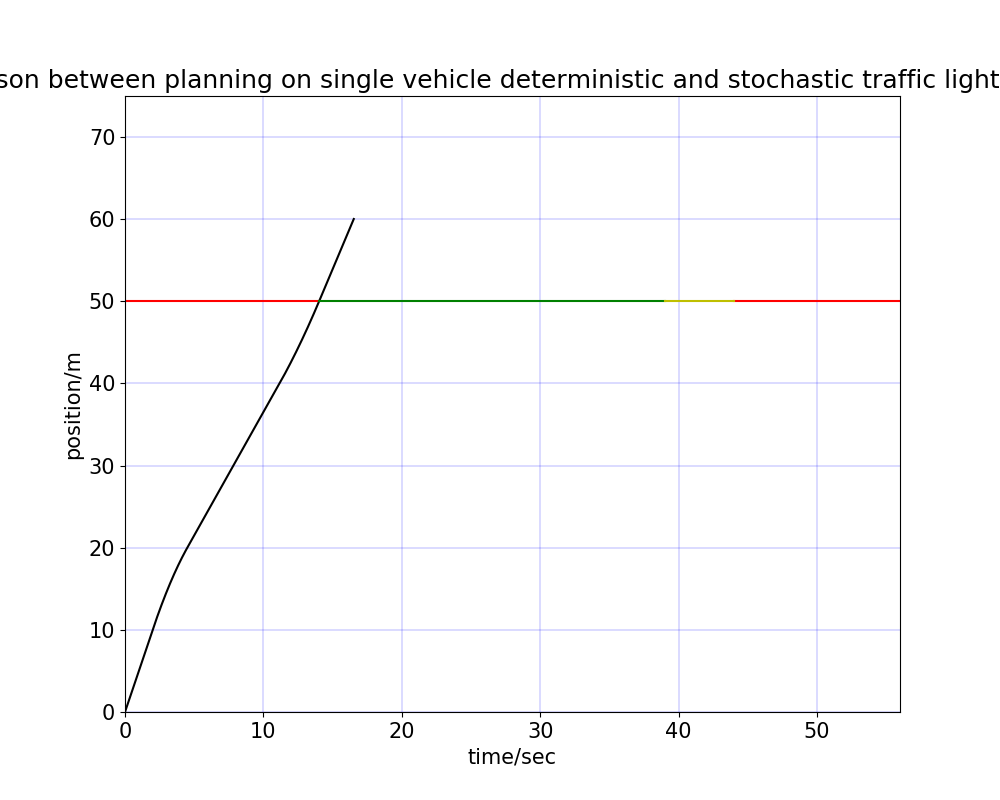 son between planning on single vehicle deterministic and stochastic traffic light
70
60
50
40
30
20
10
0
position/m
0 10 20 30 40 50
time/sec